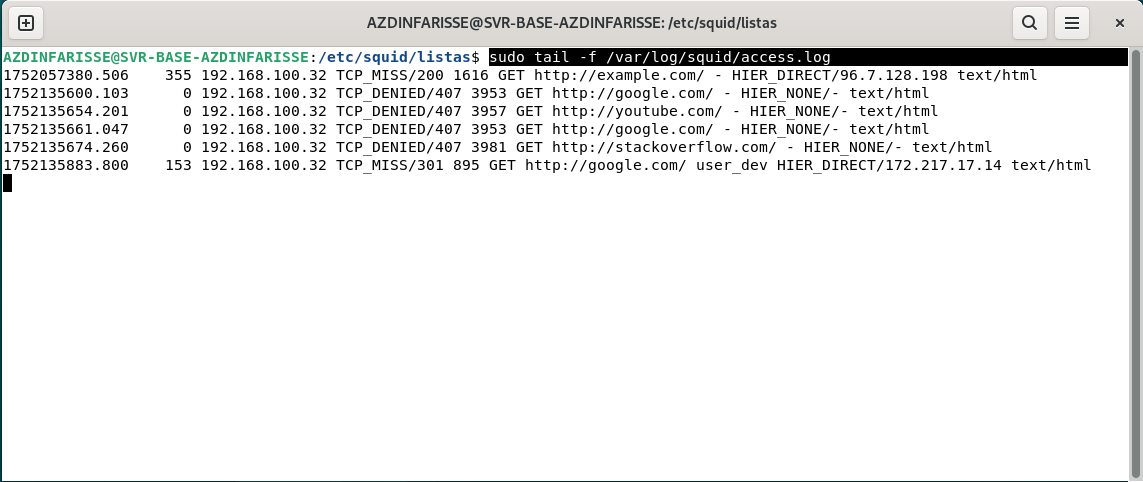 AZDINFARISSE@SVR-BASE-AZDINFARISSE: /etc/squid/listas
AZDINFARISSE@SVR-BASE-AZDINFARISSE:/etc/squid/listas$ sudo tail -f /var/log/squid/access.log
1752057380.506    355 192.168.100.32 TCP_MISS/200 1616 GET http://example.com/ - HIER_DIRECT/96.7.128.198 text/html
1752135600.103      0 192.168.100.32 TCP_DENIED/407 3953 GET http://google.com/ - HIER_NONE/- text/html
1752135654.201      0 192.168.100.32 TCP_DENIED/407 3957 GET http://youtube.com/ - HIER_NONE/- text/html
1752135661.047      0 192.168.100.32 TCP_DENIED/407 3953 GET http://google.com/ - HIER_NONE/- text/html
1752135674.260      0 192.168.100.32 TCP_DENIED/407 3981 GET http://stackoverflow.com/ - HIER_NONE/- text/html
1752135883.800    153 192.168.100.32 TCP_MISS/301 895 GET http://google.com/ user_dev HIER_DIRECT/172.217.17.14 text/html